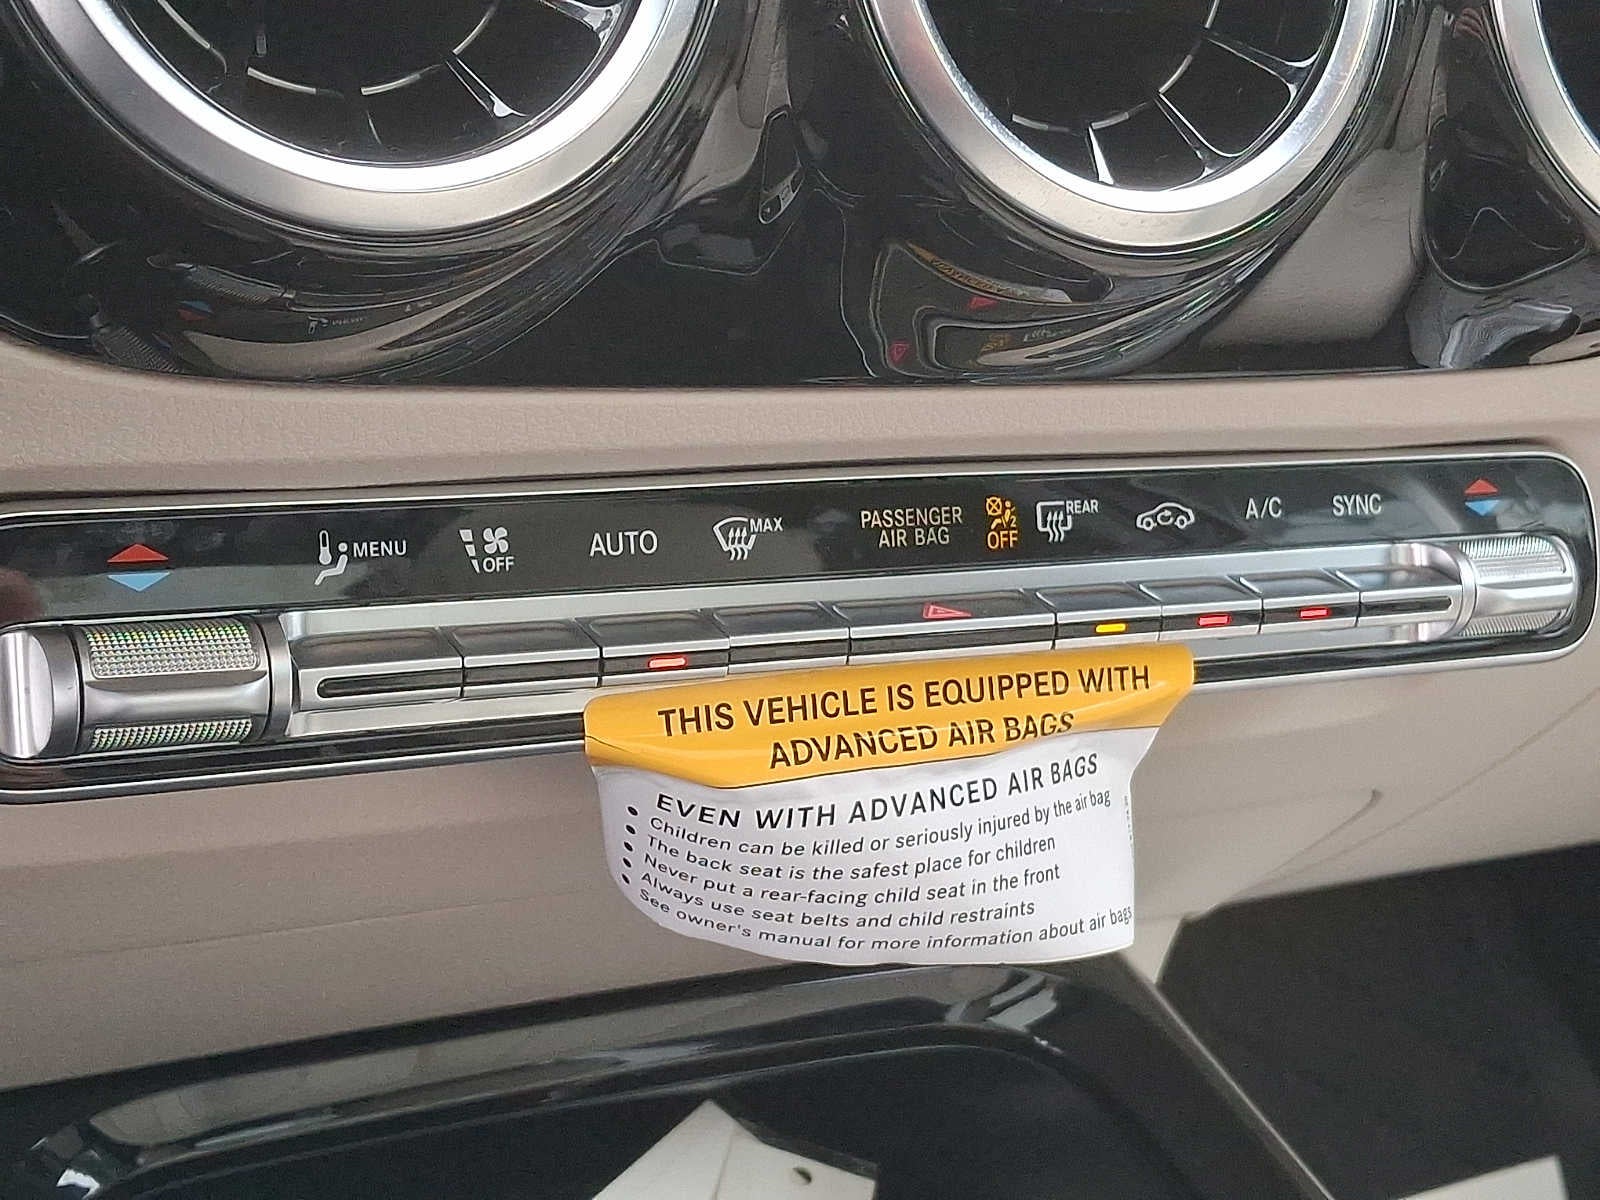 MENU
OFF
AUTO
MAX
PASSENGER
AIR BAG
2
OFF
REAR
A/C
SYNC
THIS VEHICLE IS EQUIPPED WITH
ADVANCED AIR BAGS
EVEN WITH ADVANCED AIR BAGS
• Children can be killed or seriously injured by the air bag
• The back seat is the safest place for children
• Never put a rear-facing child seat in the front
• Always use seat belts and child restraints
• See owner's manual for more information about air bags